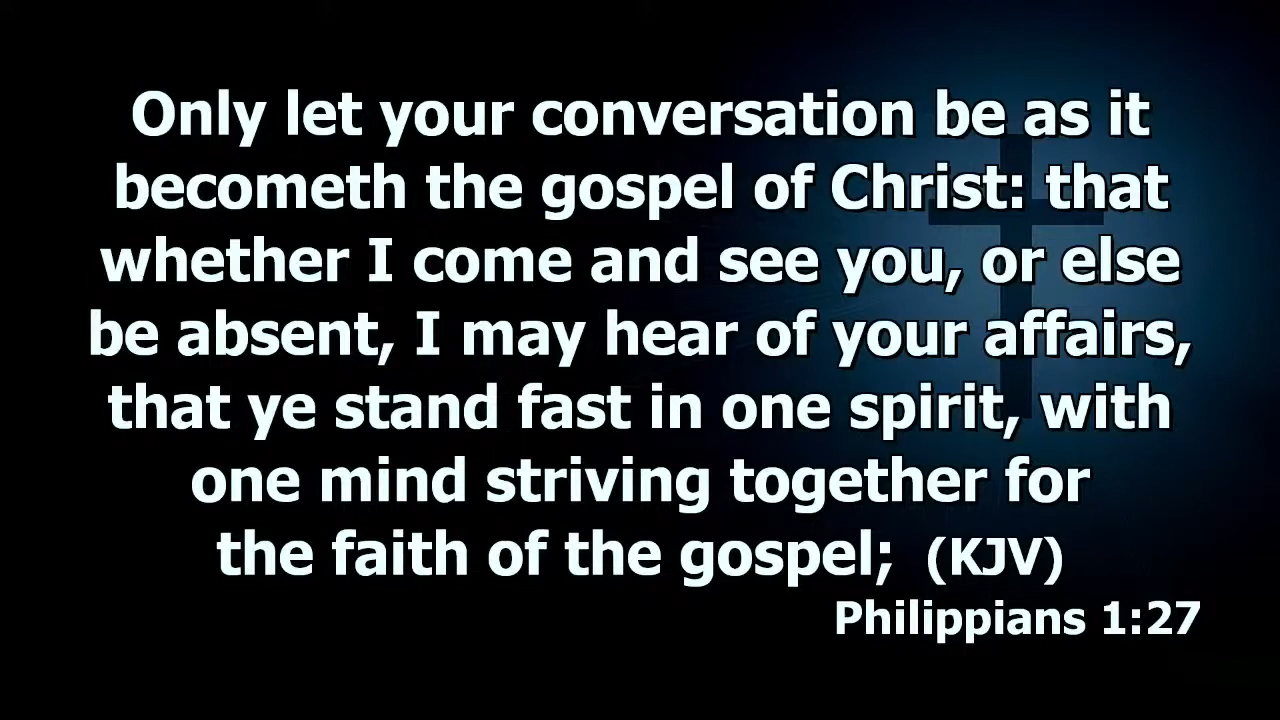 Only let your conversation be as it
becometh the gospel of Christ: that
whether I come and see you, or else
be absent, I may hear of your affairs,
that ye stand fast in one spirit, with
one mind striving together for
the faith of the gospel; (KJV)
Philippians 1:27